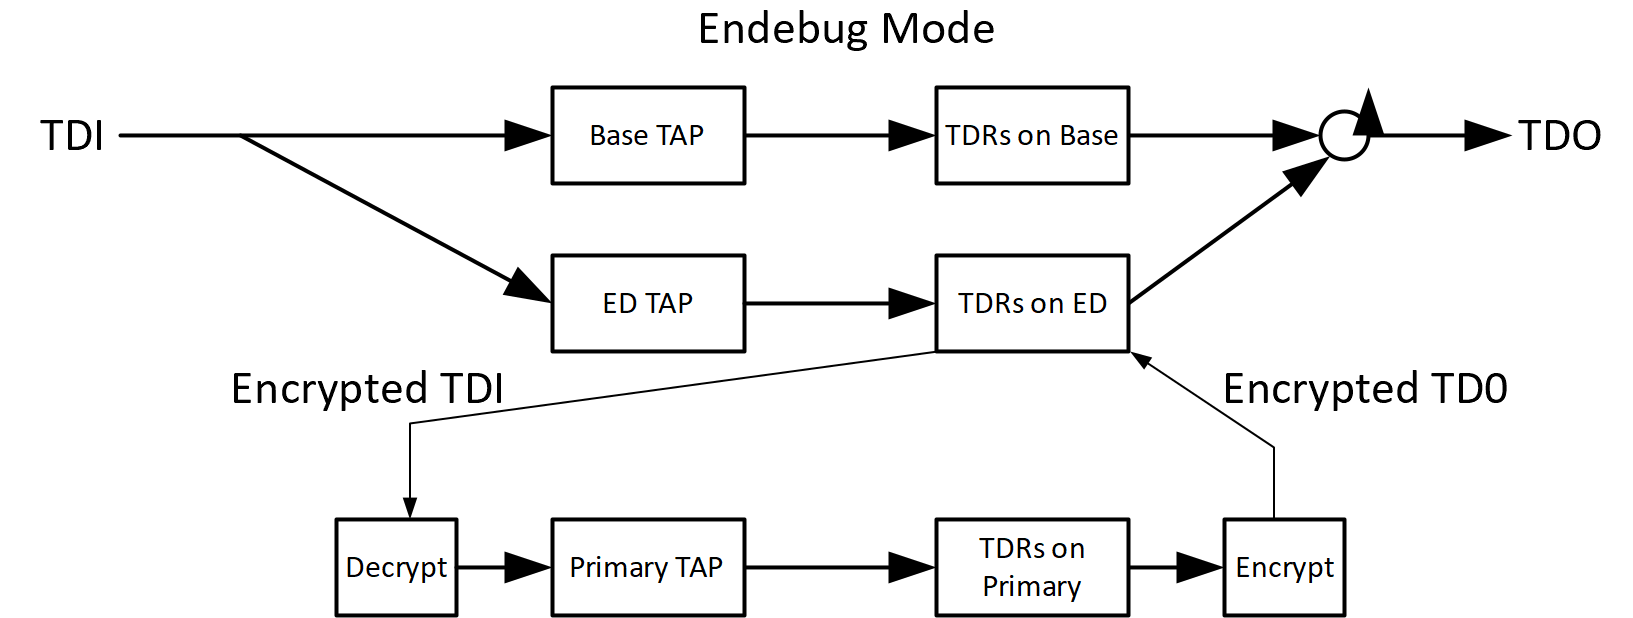 Endebug Mode
TDI
Base TAP
TDRs on Base
TDO
ED TAP
TDRs on ED
Encrypted TDI
Encrypted TD0
Decrypt
Primary TAP
TDRs on
Primary
Encrypt